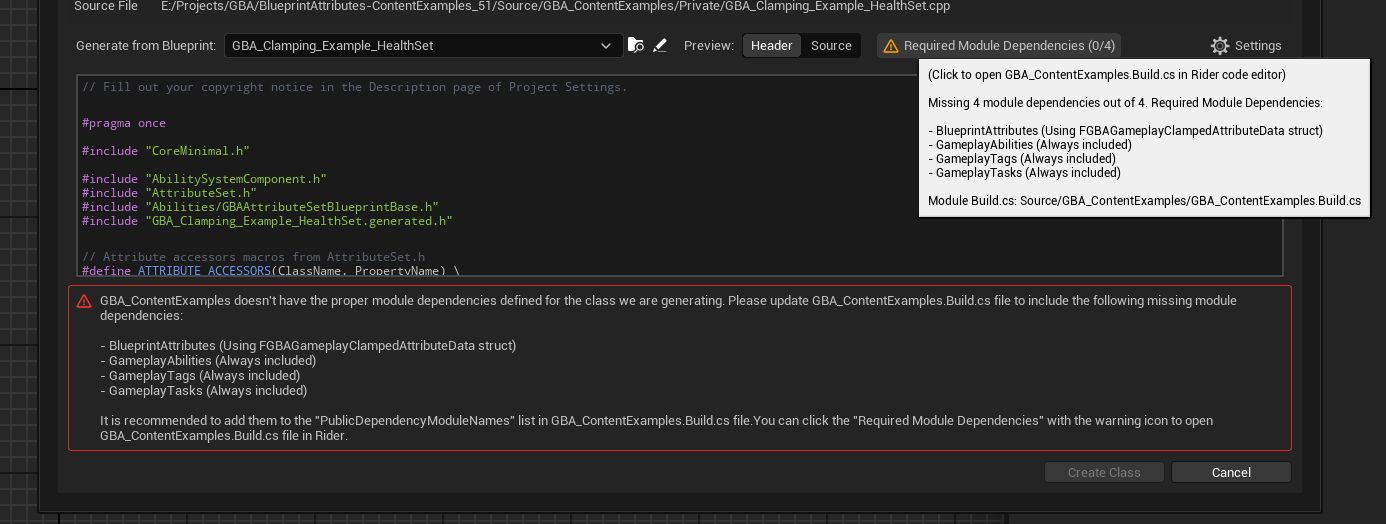 Source File E:/Projects/GBA/BlueprintAttributes-ContentExamples_51/Source/GBA_ContentExamples/Private/GBA_Clamping_Example_HealthSet.cpp
Generate from Blueprint: GBA_Clamping_Example_HealthSet Preview: Header Source Required Module Dependencies (0/4) Settings
(Click to open GBA_ContentExamples.Build.cs in Rider code editor)
Missing 4 module dependencies out of 4. Required Module Dependencies:
- BlueprintAttributes (Using FGBAGameplayClampedAttributeData struct)
- GameplayAbilities (Always included)
- GameplayTags (Always included)
- GameplayTasks (Always included)
Module Build.cs: Source/GBA_ContentExamples/GBA_ContentExamples.Build.cs
// Fill out your copyright notice in the Description page of Project Settings.
#pragma once
#include "CoreMinimal.h"
#include "AbilitySystemComponent.h"
#include "AttributeSet.h"
#include "Abilities/GBAAttributeSetBlueprintBase.h"
#include "GBA_Clamping_Example_HealthSet.generated.h"
// Attribute accessors macros from AttributeSet.h
#define ATTRIBUTE_ACCESSORS(ClassName, PropertyName) \
GBA_ContentExamples doesn't have the proper module dependencies defined for the class we are generating. Please update GBA_ContentExamples.Build.cs file to include the following missing module
dependencies:
- BlueprintAttributes (Using FGBAGameplayClampedAttributeData struct)
- GameplayAbilities (Always included)
- GameplayTags (Always included)
- GameplayTasks (Always included)
It is recommended to add them to the "PublicDependencyModuleNames" list in GBA_ContentExamples.Build.cs file.You can click the "Required Module Dependencies" with the warning icon to open
GBA_ContentExamples.Build.cs file in Rider.
Create Class Cancel